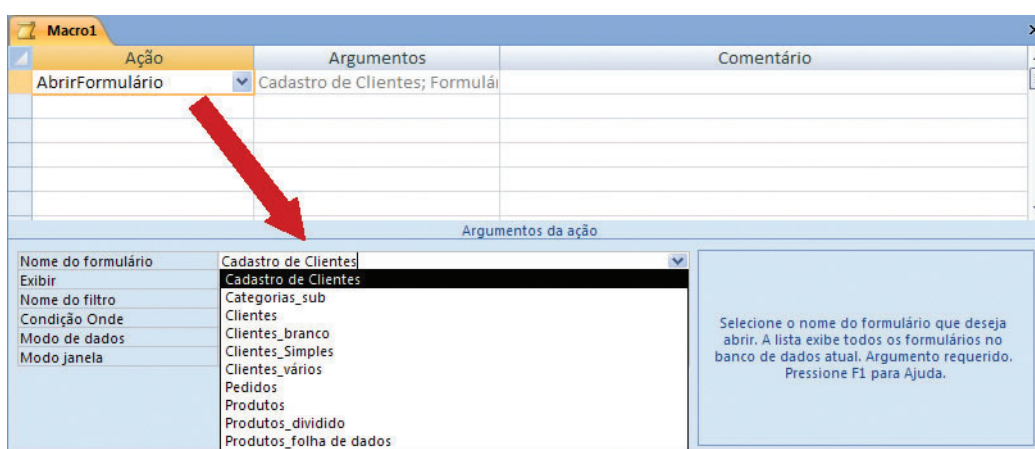 Macro1
Ação Argumentos Comentário
AbrirFormulário Cadastro de Clientes; Formulá
Argumentos da ação
Nome do formulário Cadastro de Clientes
Exibir Cadastro de Clientes
Nome do filtro Categorias_sub
Condição Onde Clientes
Modo de dados Clientes_branco
Modo janela Clientes_Simples
Clientes_vários
Pedidos
Produtos
Produtos_dividido
Produtos_folha de dados
Selecione o nome do formulário que deseja
abrir. A lista exibe todos os formulários no
banco de dados atual. Argumento requerido.
Pressione F1 para Ajuda.